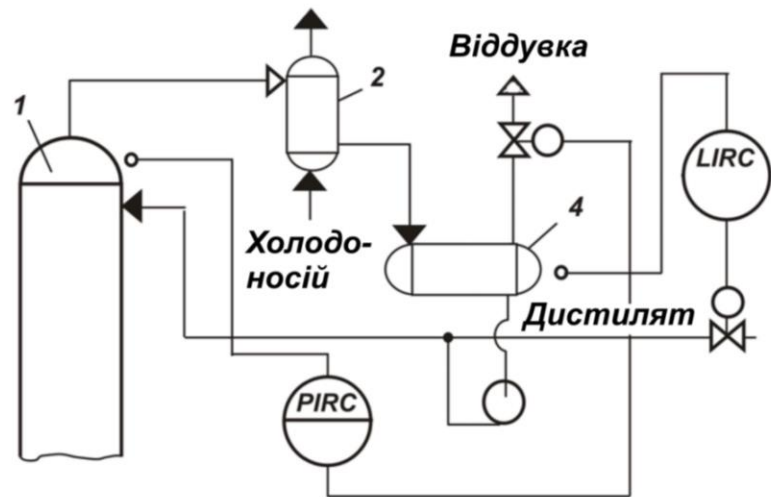 1
2
Віддувка
LIRC
4
Холодо-
носій
Дистилят
PIRC